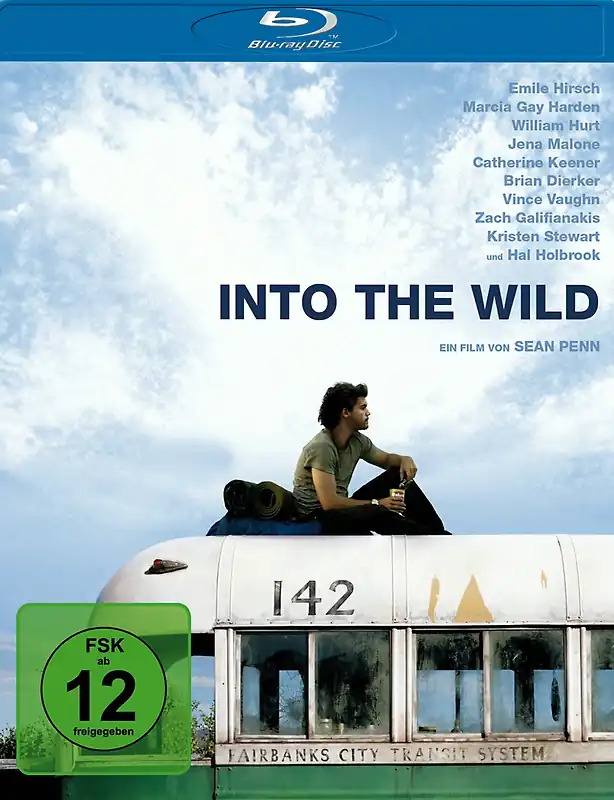 Blu-ray Disc
TM
Emile Hirsch
Marcia Gay Harden
William Hurt
Jena Malone
Catherine Keener
Brian Dierker
Vince Vaughn
Zach Galifianakis
Kristen Stewart
und Hal Holbrook
INTO THE WILD
EIN FILM VON SEAN PENN
142
FAIRBANKS CITY TRANSIT SYSTEM
FSK
ab
12
freigegeben